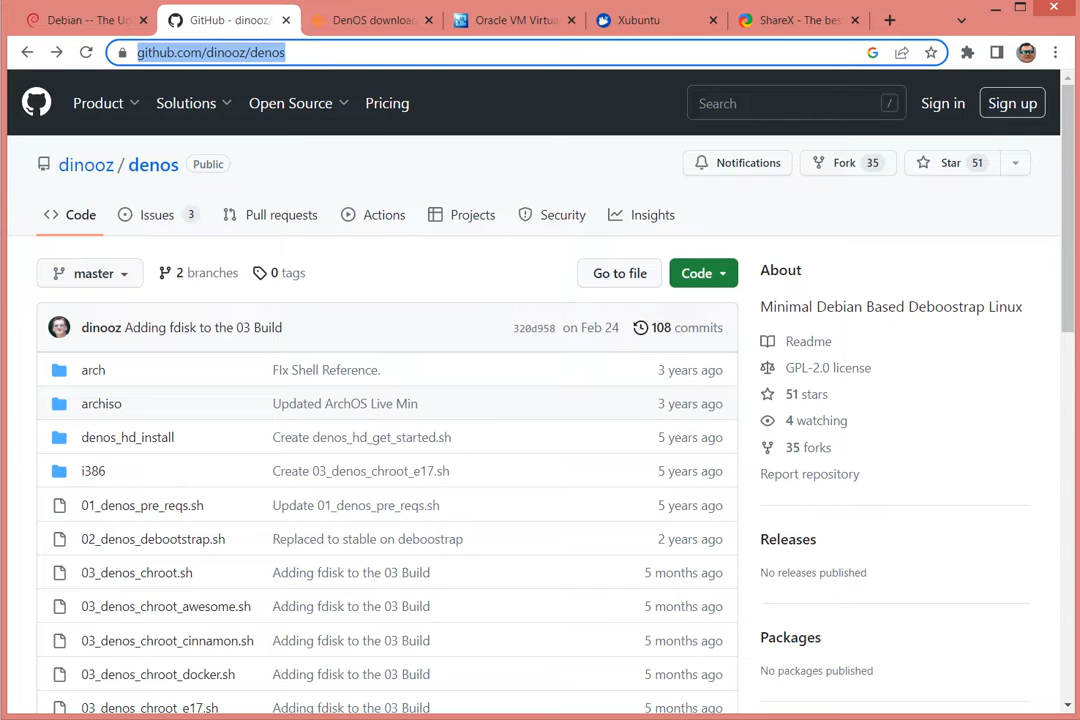 Debian -- The Un
GitHub - dinooz/
DenOS downloa
Oracle VM Virtua
Xubuntu
ShareX - The bes
github.com/dinooz/denos
Product
Solutions
Open Source
Pricing
Search /
Sign in
Sign up
dinooz / denos Public
Notifications
Fork 35
Star 51
Code
Issues 3
Pull requests
Actions
Projects
Security
Insights
master
2 branches
0 tags
Go to file
Code
dinooz Adding fdisk to the 03 Build 320d958 on Feb 24 108 commits
arch FIx Shell Reference. 3 years ago
archiso Updated ArchOS Live Min 3 years ago
denos_hd_install Create denos_hd_get_started.sh 5 years ago
i386 Create 03_denos_chroot_e17.sh 5 years ago
01_denos_pre_reqs.sh Update 01_denos_pre_reqs.sh 5 years ago
02_denos_debootstrap.sh Replaced to stable on deboostrap 2 years ago
03_denos_chroot.sh Adding fdisk to the 03 Build 5 months ago
03_denos_chroot_awesome.sh Adding fdisk to the 03 Build 5 months ago
03_denos_chroot_cinnamon.sh Adding fdisk to the 03 Build 5 months ago
03_denos_chroot_docker.sh Adding fdisk to the 03 Build 5 months ago
03_denos_chroot_e17.sh Adding fdisk to the 03 Build 5 months ago
About
Minimal Debian Based Deboostrap Linux
Readme
GPL-2.0 license
51 stars
4 watching
35 forks
Report repository
Releases
No releases published
Packages
No packages published